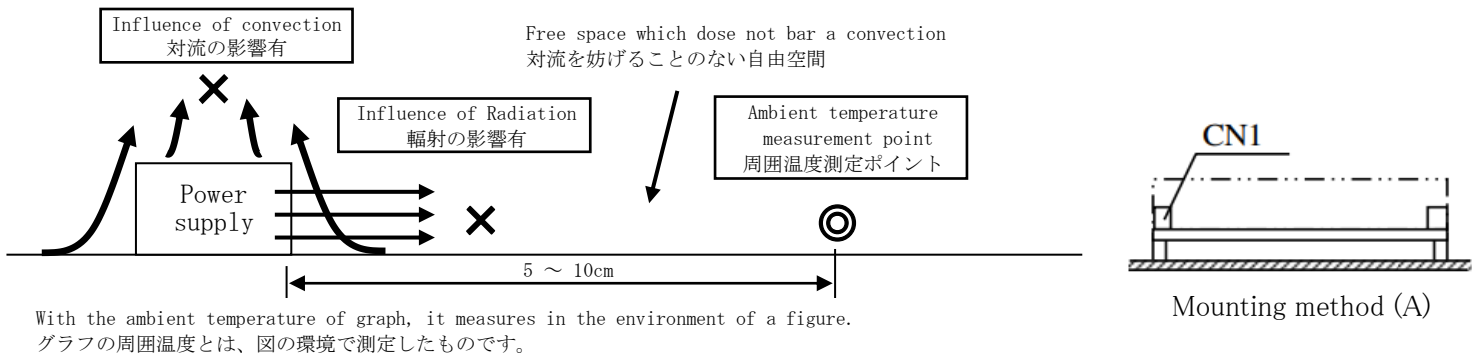 Influence of convection
対流の影響有
Free space which dose not bar a convection
対流を妨げることのない自由空間
Influence of Radiation
輻射の影響有
Ambient temperature
measurement point
周囲温度測定ポイント
Power
supply
5 ～ 10cm
With the ambient temperature of graph, it measures in the environment of a figure.
グラフの周囲温度とは、図の環境で測定したものです。
CN1
Mounting method (A)